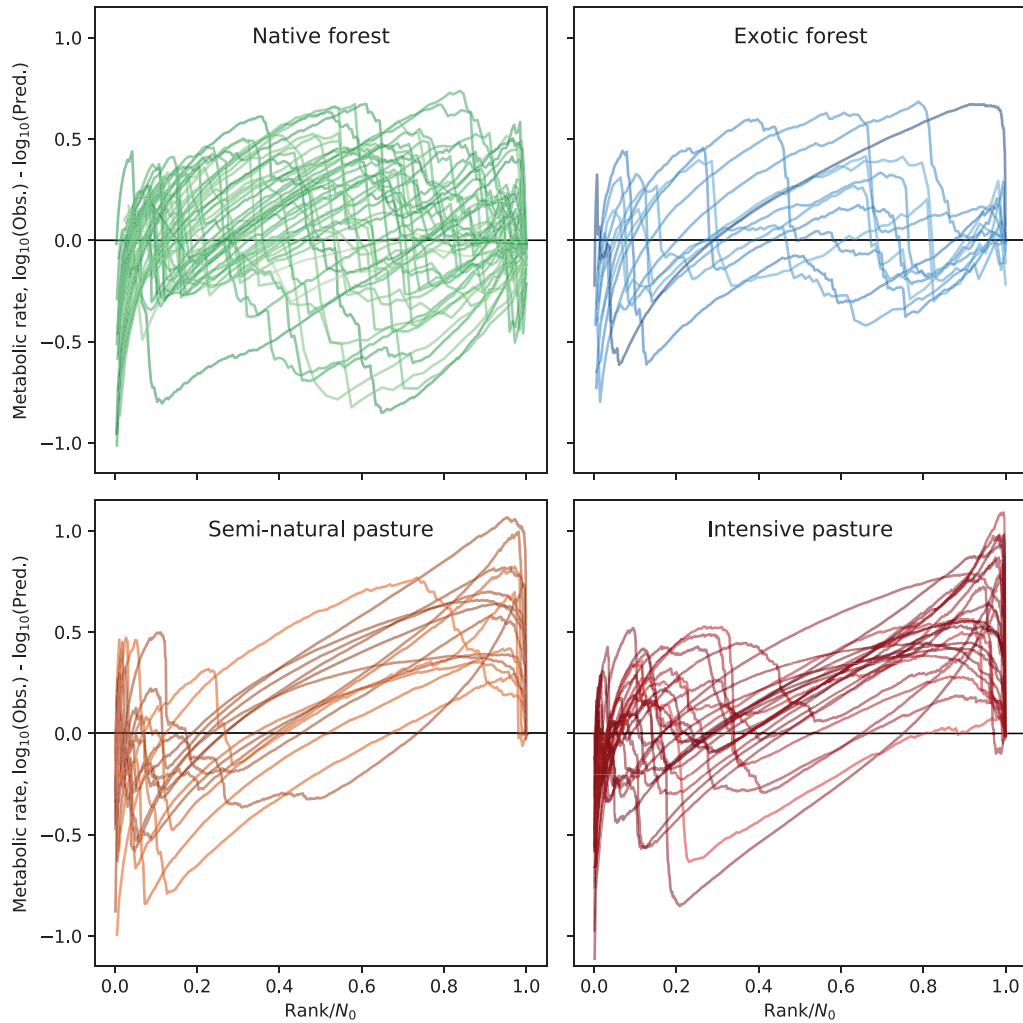 Native forest
Exotic forest
Metabolic rate, log₁₀(Obs.) - log₁₀(Pred.)
1.0
0.5
0.0
−0.5
−1.0
Semi-natural pasture
Intensive pasture
Metabolic rate, log₁₀(Obs.) - log₁₀(Pred.)
1.0
0.5
0.0
−0.5
−1.0
0.0 0.2 0.4 0.6 0.8 1.0
0.0 0.2 0.4 0.6 0.8 1.0
Rank/N₀
Rank/N₀